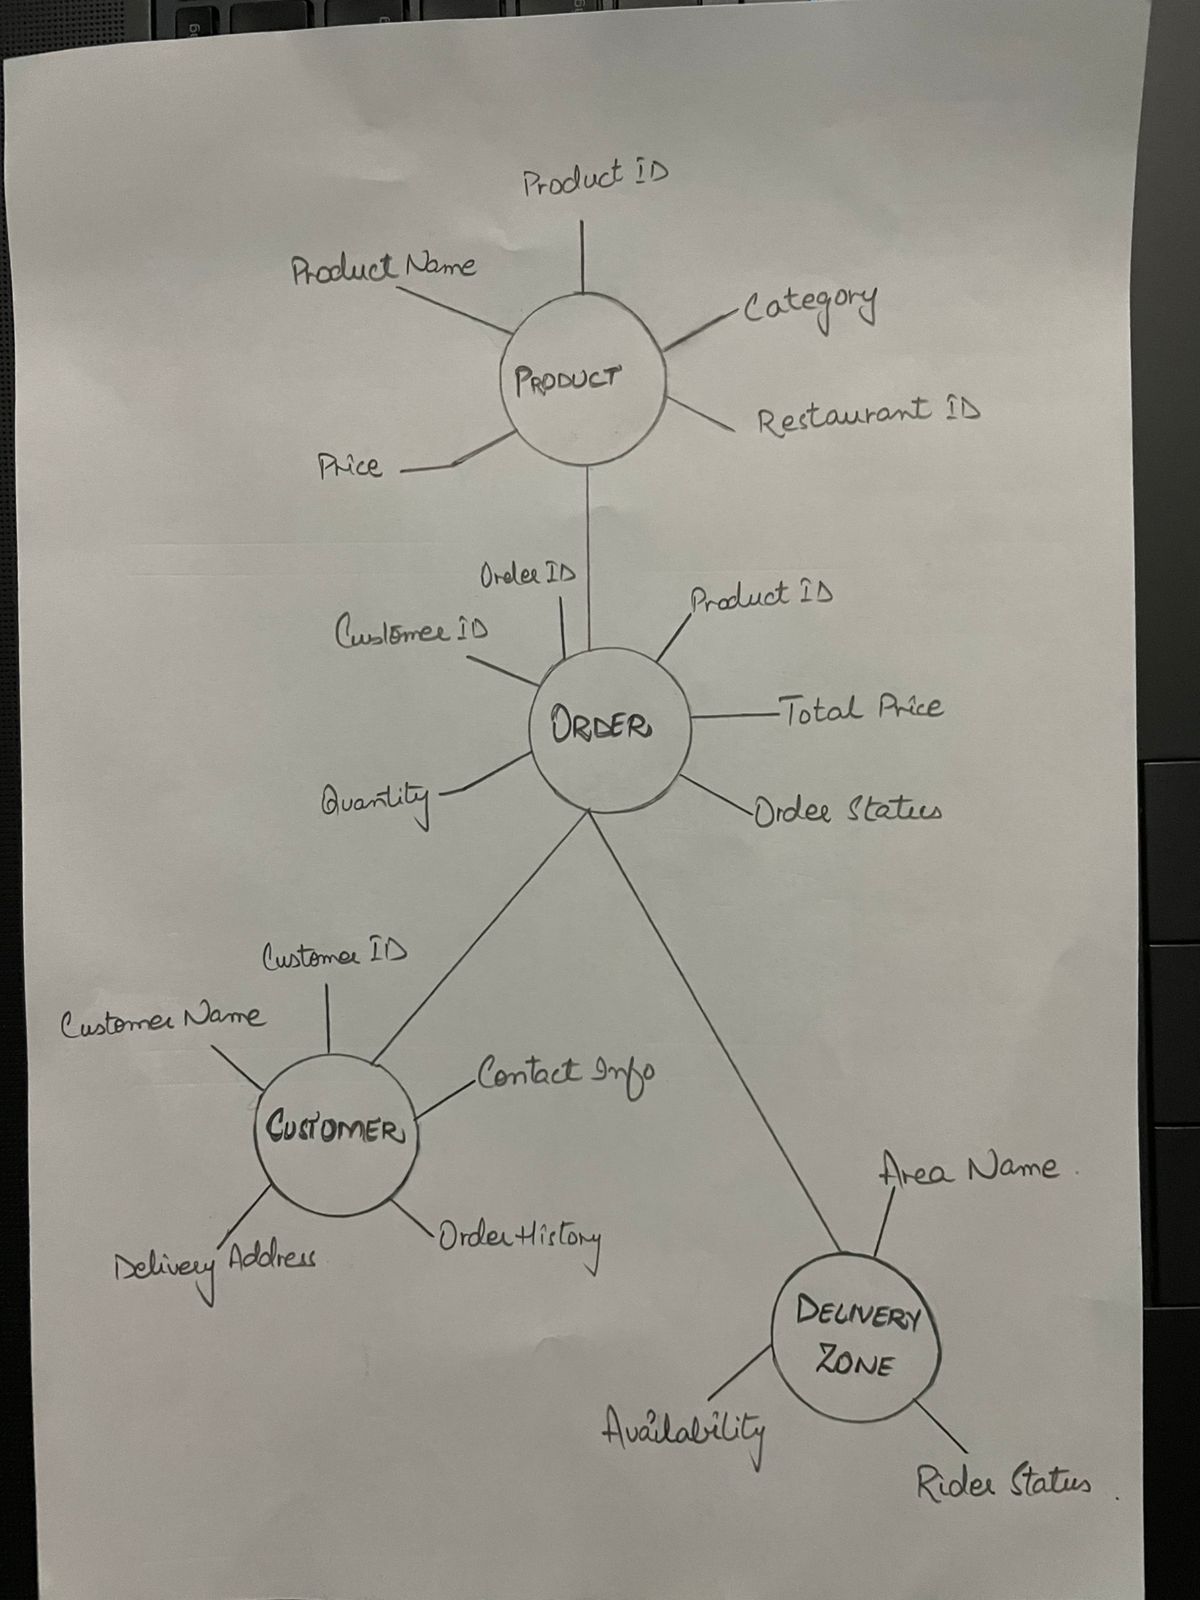 Product ID
Product Name
Category
PRODUCT
Restaurant ID
Price
Order ID
Product ID
Customer ID
Total Price
ORDER
Quantity
Order Status
Customer ID
Customer Name
Contact Info
CUSTOMER
Order History
Delivery Address
Area Name
DELIVERY
ZONE
Availability
Rider Status